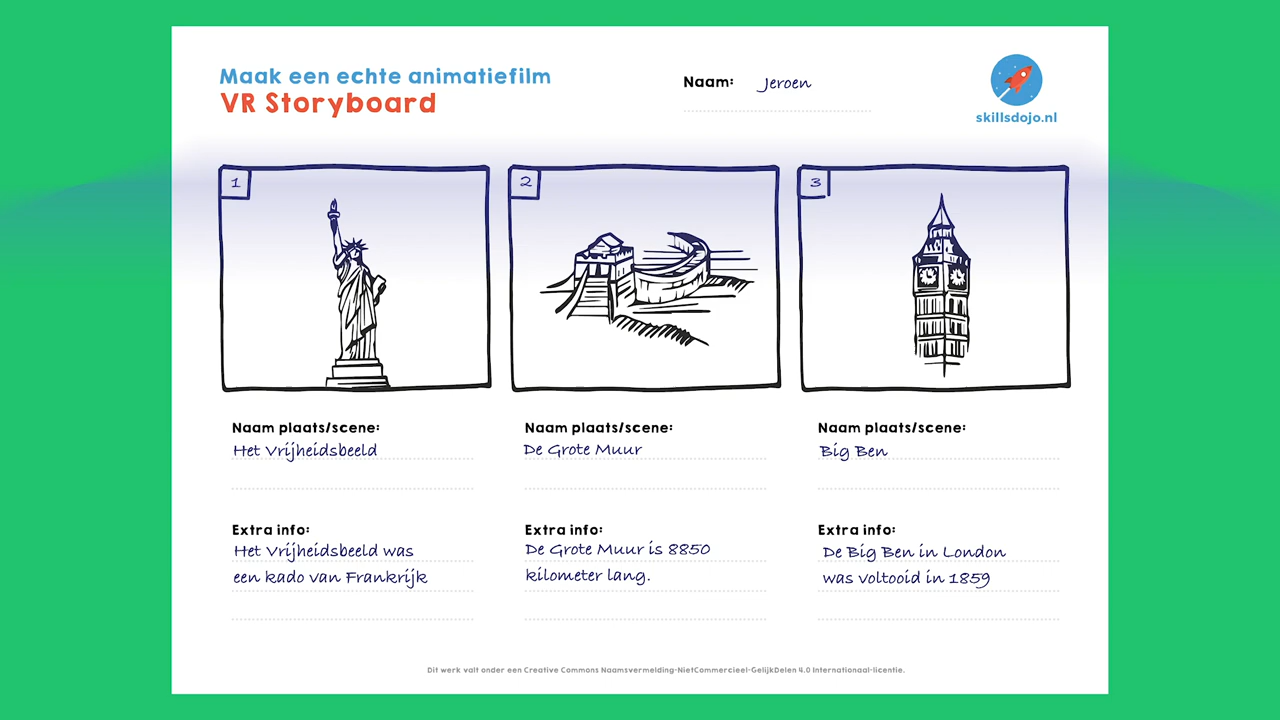 Maak een echte animatiefilm
VR Storyboard
Naam: Jeroen
skillsdojo.nl
1
2
3
Naam plaats/scene:
Het Vrijheidsbeeld
Extra info:
Het Vrijheidsbeeld was
een kado van Frankrijk
Naam plaats/scene:
De Grote Muur
Extra info:
De Grote Muur is 8850
kilometer lang.
Naam plaats/scene:
Big Ben
Extra info:
De Big Ben in London
was voltooid in 1859
Dit werk valt onder een Creative Commons Naamsvermelding-NietCommercieel-GelijkDelen 4.0 Internationaal-licentie.